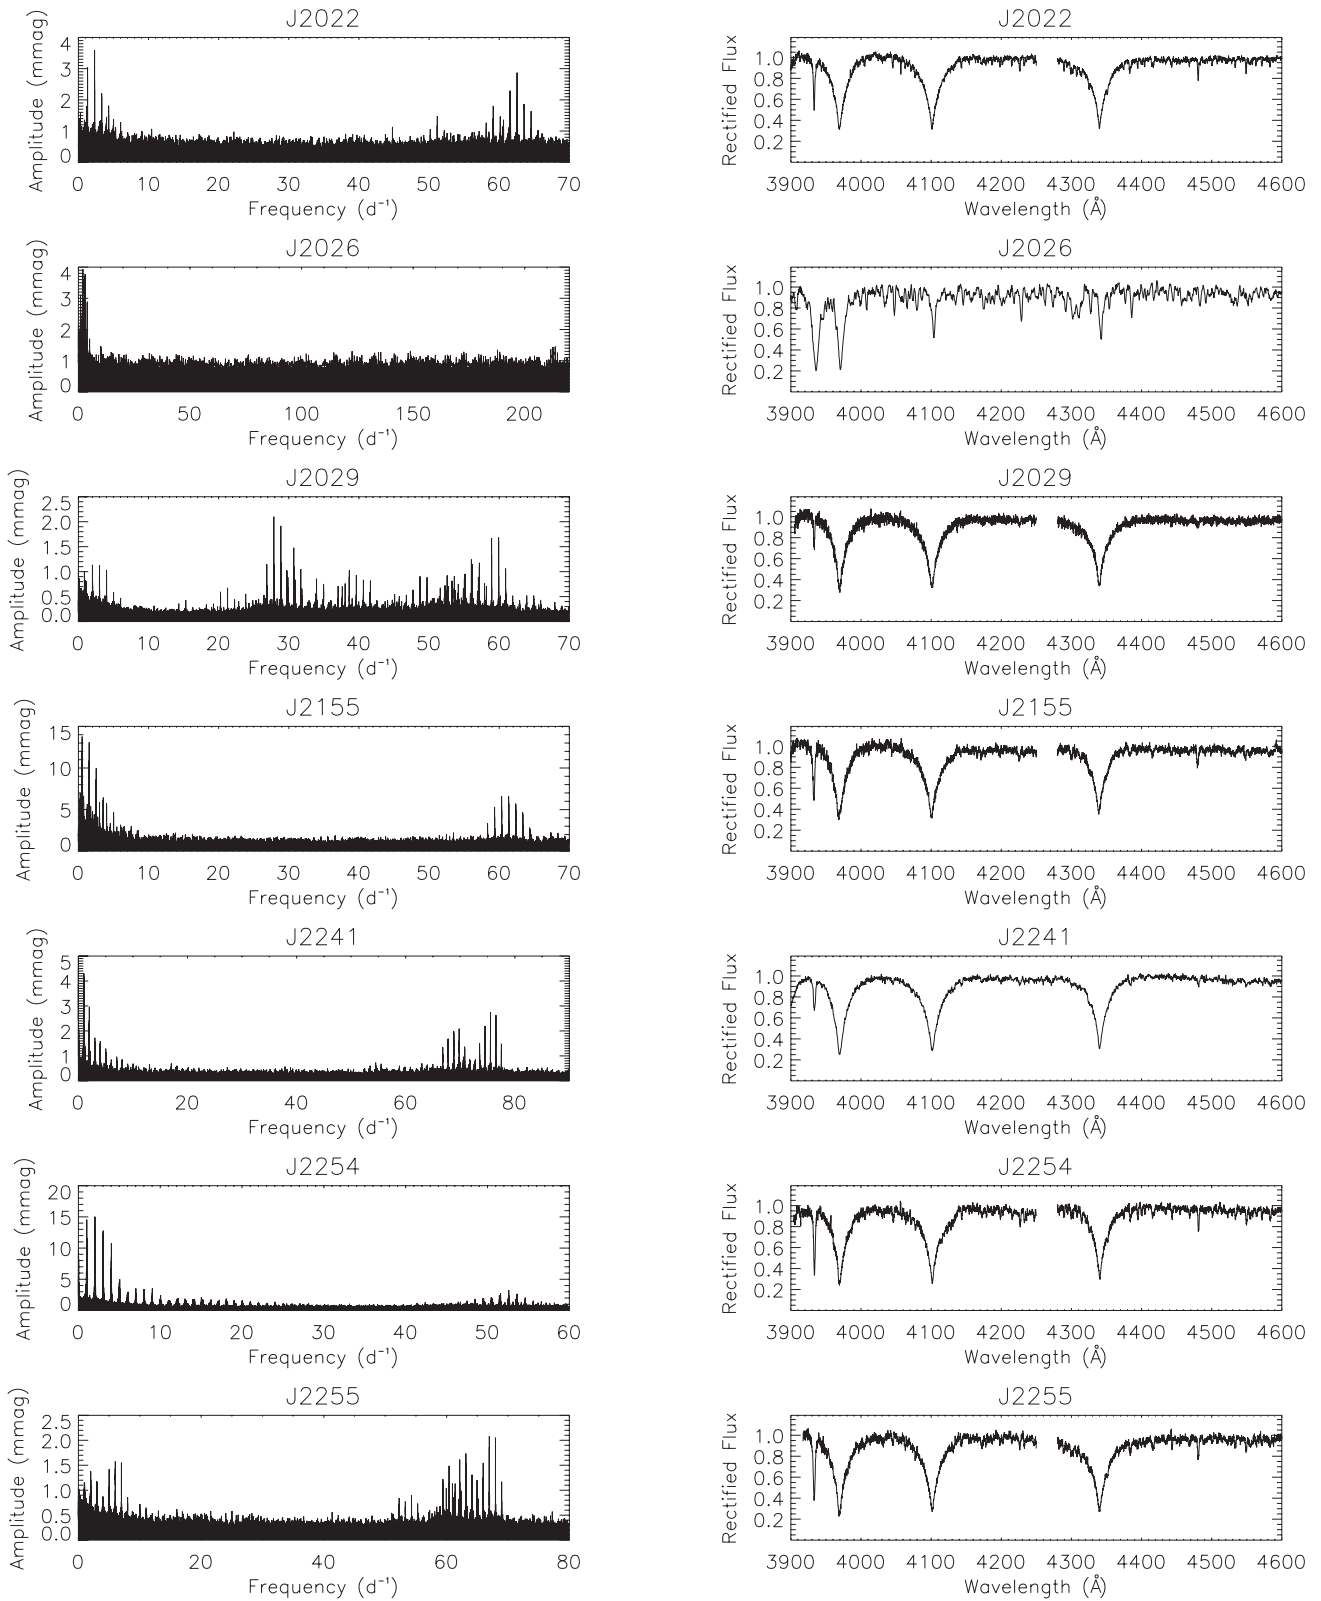 J2022
Amplitude (mmag)
4
3
2
1
0
0 10 20 30 40 50 60 70
Frequency (d⁻¹)
J2022
Rectified Flux
1.0
0.8
0.6
0.4
0.2
3900 4000 4100 4200 4300 4400 4500 4600
Wavelength (Å)
J2026
Amplitude (mmag)
4
3
2
1
0
0 50 100 150 200
Frequency (d⁻¹)
J2026
Rectified Flux
1.0
0.8
0.6
0.4
0.2
3900 4000 4100 4200 4300 4400 4500 4600
Wavelength (Å)
J2029
Amplitude (mmag)
2.5
2.0
1.5
1.0
0.5
0.0
0 10 20 30 40 50 60 70
Frequency (d⁻¹)
J2029
Rectified Flux
1.0
0.8
0.6
0.4
0.2
3900 4000 4100 4200 4300 4400 4500 4600
Wavelength (Å)
J2155
Amplitude (mmag)
15
10
5
0
0 10 20 30 40 50 60 70
Frequency (d⁻¹)
J2155
Rectified Flux
1.0
0.8
0.6
0.4
0.2
3900 4000 4100 4200 4300 4400 4500 4600
Wavelength (Å)
J2241
Amplitude (mmag)
5
4
3
2
1
0
0 20 40 60 80
Frequency (d⁻¹)
J2241
Rectified Flux
1.0
0.8
0.6
0.4
0.2
3900 4000 4100 4200 4300 4400 4500 4600
Wavelength (Å)
J2254
Amplitude (mmag)
20
15
10
5
0
0 10 20 30 40 50 60
Frequency (d⁻¹)
J2254
Rectified Flux
1.0
0.8
0.6
0.4
0.2
3900 4000 4100 4200 4300 4400 4500 4600
Wavelength (Å)
J2255
Amplitude (mmag)
2.5
2.0
1.5
1.0
0.5
0.0
0 20 40 60 80
Frequency (d⁻¹)
J2255
Rectified Flux
1.0
0.8
0.6
0.4
0.2
3900 4000 4100 4200 4300 4400 4500 4600
Wavelength (Å)